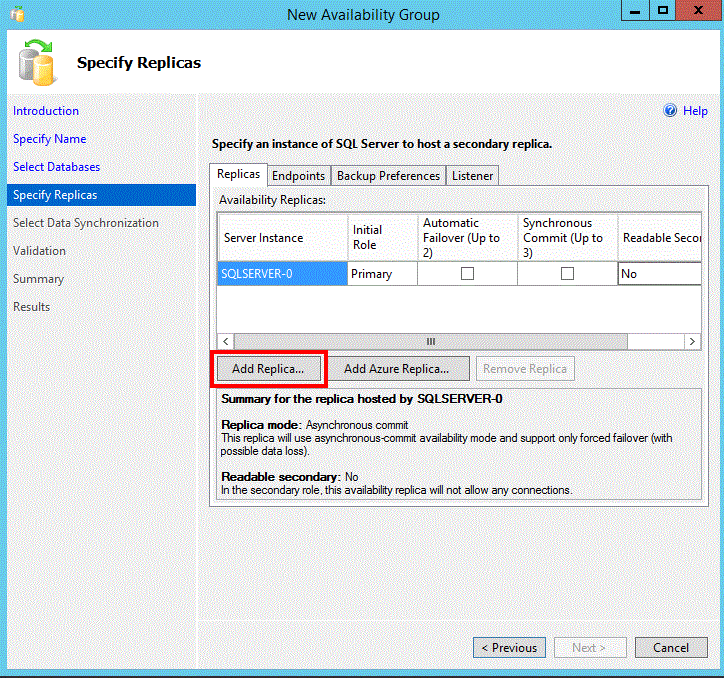 New Availability Group
Specify Replicas
Introduction
Specify Name
Select Databases
Specify Replicas
Select Data Synchronization
Validation
Summary
Results
Help
Specify an instance of SQL Server to host a secondary replica.
Replicas
Endpoints
Backup Preferences
Listener
Availability Replicas:
Server Instance
Initial
Role
Automatic
Failover (Up to
2)
Synchronous
Commit (Up to
3)
Readable Secor
SQLSERVER-0
Primary
No
Add Replica...
Add Azure Replica...
Remove Replica
Summary for the replica hosted by SQLSERVER-0
Replica mode: Asynchronous commit
This replica will use asynchronous-commit availability mode and support only forced failover (with
possible data loss).
Readable secondary: No
In the secondary role, this availability replica will not allow any connections.
< Previous
Next >
Cancel